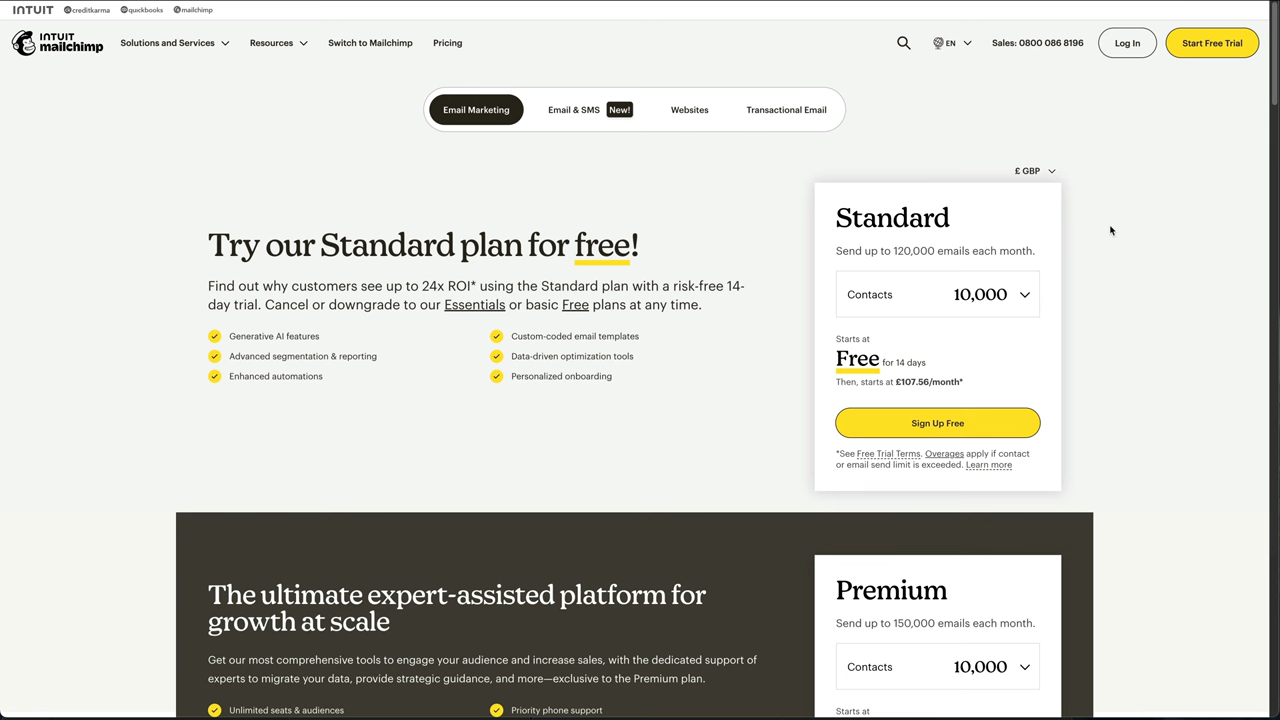 INTUIT creditkarma quickbooks mailchimp
INTUIT
mailchimp
Solutions and Services Resources Switch to Mailchimp Pricing EN Sales: 0800 086 8196 Log In Start Free Trial
Email Marketing Email & SMS New! Websites Transactional Email
£ GBP
Standard
Send up to 120,000 emails each month.
Contacts 10,000
Starts at
Free for 14 days
Then, starts at £107.56/month*
Sign Up Free
*See Free Trial Terms. Overages apply if contact
or email send limit is exceeded. Learn more
Try our Standard plan for free!
Find out why customers see up to 24x ROI* using the Standard plan with a risk-free 14-
day trial. Cancel or downgrade to our Essentials or basic Free plans at any time.
Generative AI features
Custom-coded email templates
Advanced segmentation & reporting
Data-driven optimization tools
Enhanced automations
Personalized onboarding
The ultimate expert-assisted platform for
growth at scale
Get our most comprehensive tools to engage your audience and increase sales, with the dedicated support of
experts to migrate your data, provide strategic guidance, and more—exclusive to the Premium plan.
Unlimited seats & audiences
Priority phone support
Premium
Send up to 150,000 emails each month.
Contacts 10,000
Starts at